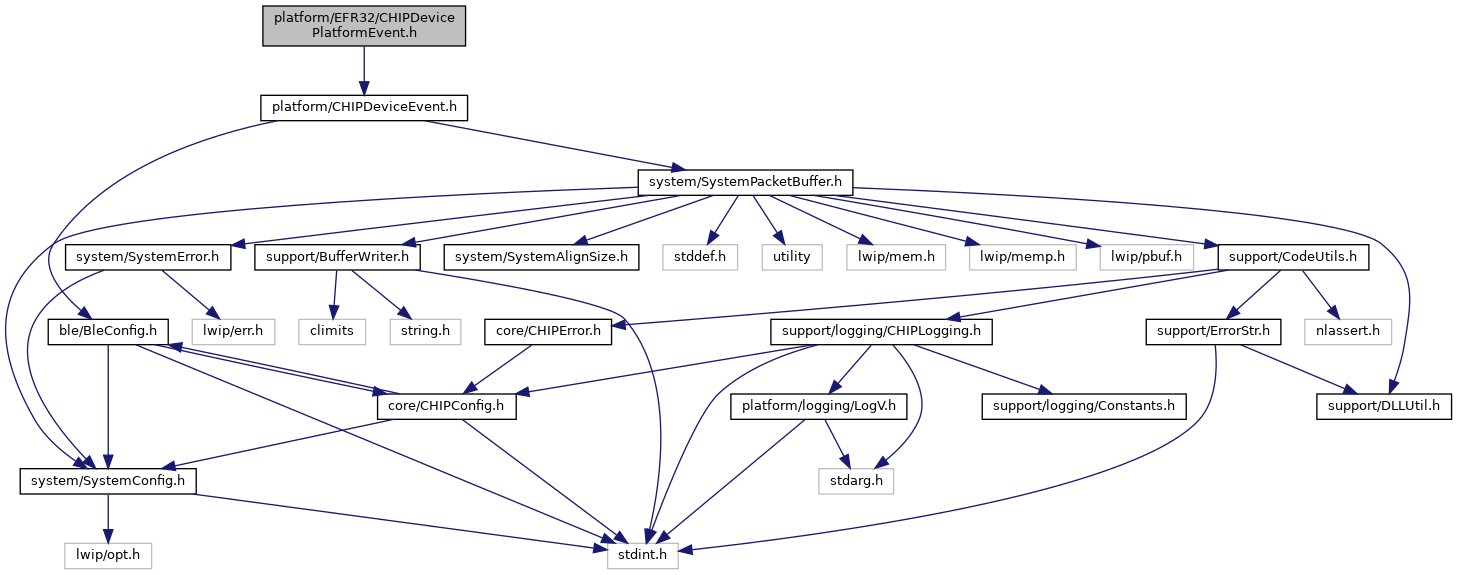 platform/EFR32/CHIPDevice
PlatformEvent.h
platform/CHIPDeviceEvent.h
system/SystemPacketBuffer.h
system/SystemError.h
support/BufferWriter.h
system/SystemAlignSize.h
stddef.h
utility
lwip/mem.h
lwip/memp.h
lwip/pbuf.h
support/CodeUtils.h
ble/BleConfig.h
lwip/err.h
climits
string.h
core/CHIPError.h
support/logging/CHIPLogging.h
support/ErrorStr.h
nlassert.h
core/CHIPConfig.h
platform/logging/LogV.h
support/logging/Constants.h
support/DLLUtil.h
system/SystemConfig.h
stdarg.h
lwip/opt.h
stdint.h